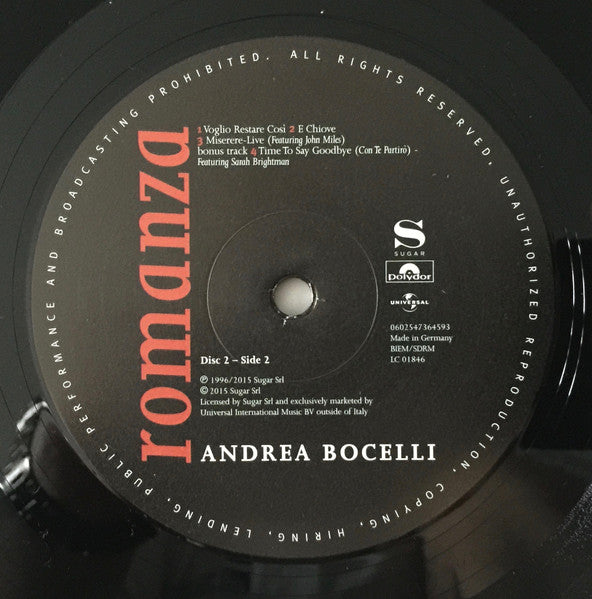 PUBLIC PERFORMANCE AND BROADCASTING PROHIBITED. ALL RIGHTS RESERVED. UNAUTHORIZED REPRODUCTION, COPYING, HIRING, LENDING,
romanza
1 Voglio Restare Così 2 E Chiove
3 Miserere-Live (Featuring John Miles)
bonus track 4 Time To Say Goodbye (Con Te Partirò) -
Featuring Sarah Brightman
S
SUGAR
Polydor
UNIVERSAL
0602547364593
Made in Germany
BIEM/SDRM
LC 01846
Disc 2 – Side 2
℗ 1996/2015 Sugar Srl
© 2015 Sugar Srl
Licensed by Sugar Srl and exclusively marketed by
Universal International Music BV outside of Italy
ANDREA BOCELLI